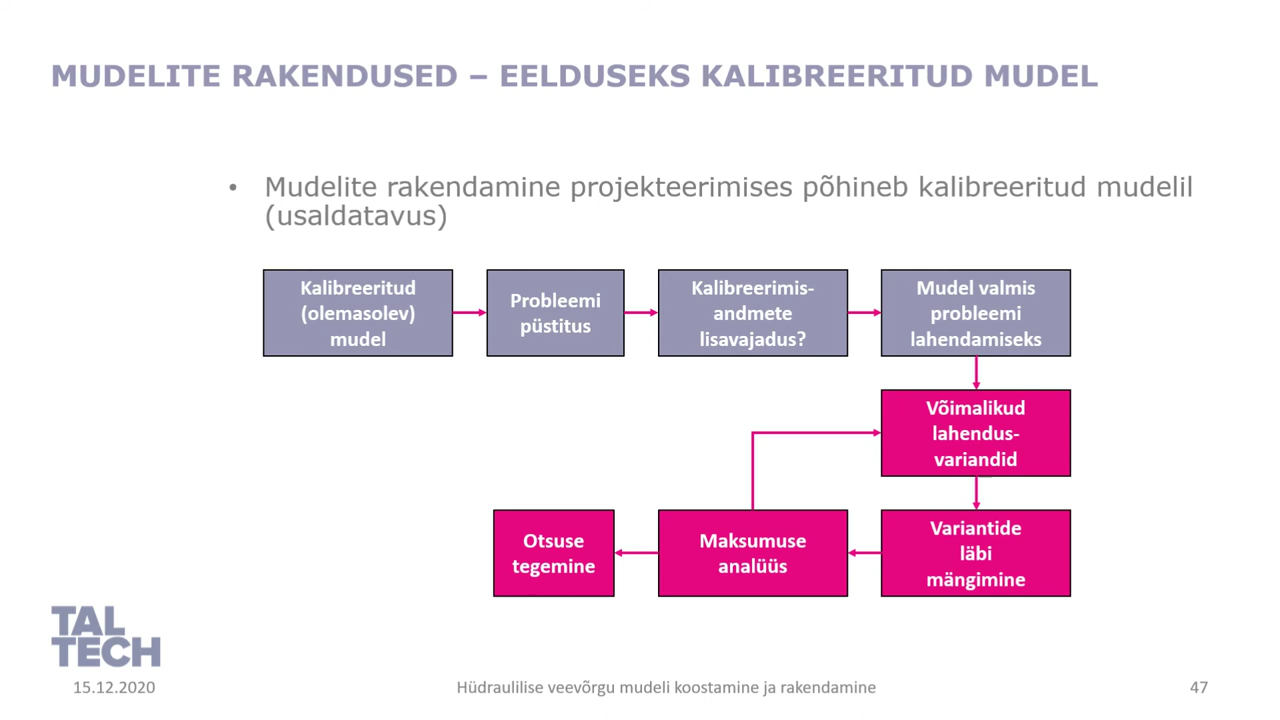 MUDELITE RAKENDUSED – EELDUSEKS KALIBREERITUD MUDEL
• Mudelite rakendamine projekteerimises põhineb kalibreeritud mudelil
(usaldatavus)
Kalibreeritud
(olemasolev)
mudel
Probleemi
püstitus
Kalibreerimis-
andmete
lisavajadus?
Mudel valmis
probleemi
lahendamiseks
Võimalikud
lahendus-
variandid
Variantide
läbi
mängimine
Maksumuse
analüüs
Otsuse
tegemine
TAL
TECH
15.12.2020
Hüdraulilise veevõrgu mudeli koostamine ja rakendamine
47